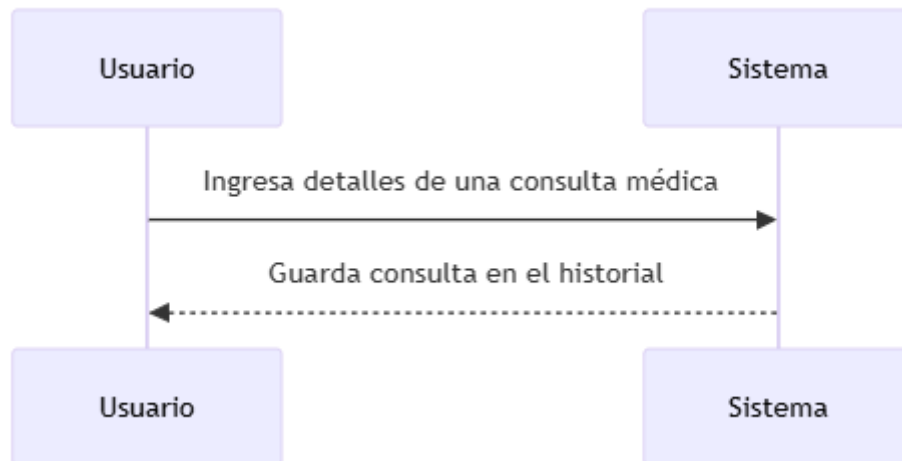 Usuario
Sistema
Ingresa detalles de una consulta médica
Guarda consulta en el historial
Usuario
Sistema